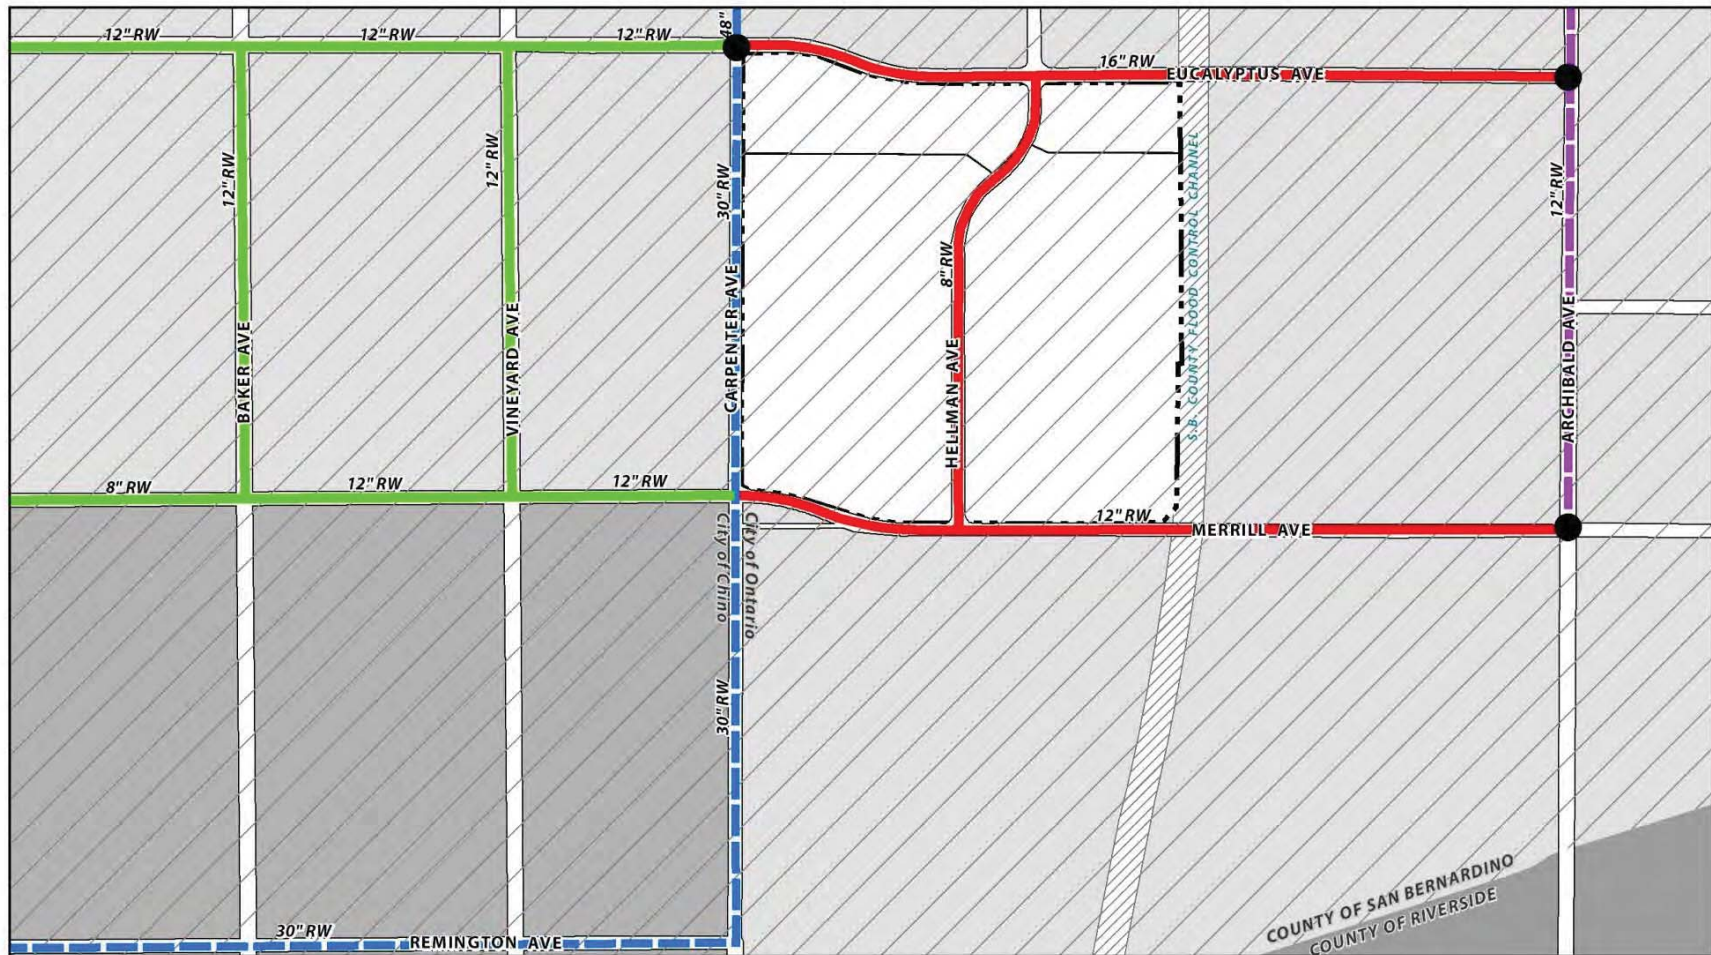 12" RW
12" RW
12" RW
48"
16" RW
EUCALYPTUS AVE
12" RW
12" RW
30" RW
12" RW
S.B. COUNTY FLOOD CONTROL CHANNEL
8" RW
BAKER AVE
VINEYARD AVE
CARPENTER AVE
HELLMAN AVE
ARCHIBALD AVE
8" RW
12" RW
12" RW
12" RW
MERRILL AVE
City of Chino
City of Ontario
30" RW
COUNTY OF SAN BERNARDINO
COUNTY OF RIVERSIDE
30" RW
REMINGTON AVE